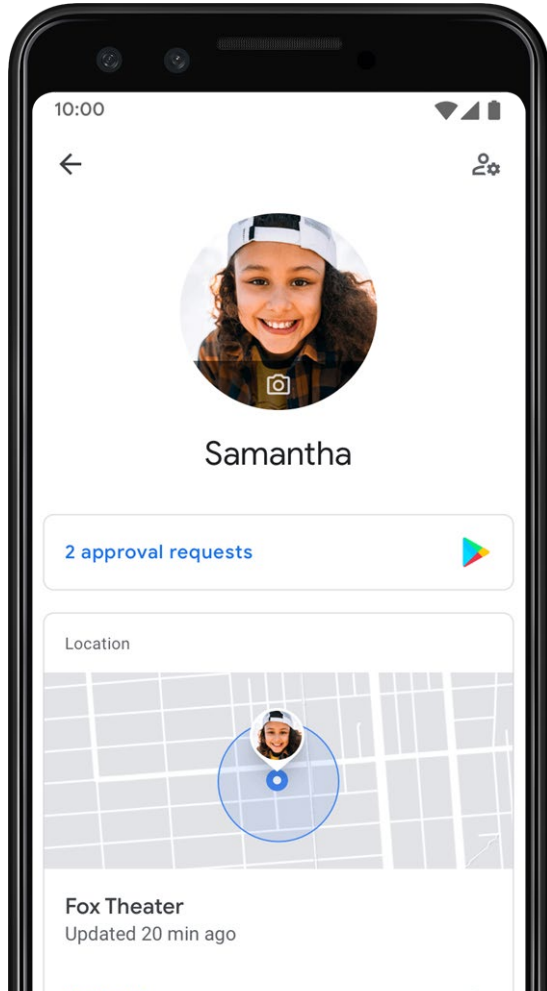 10:00
Samantha
2 approval requests
Location
Fox Theater
Updated 20 min ago